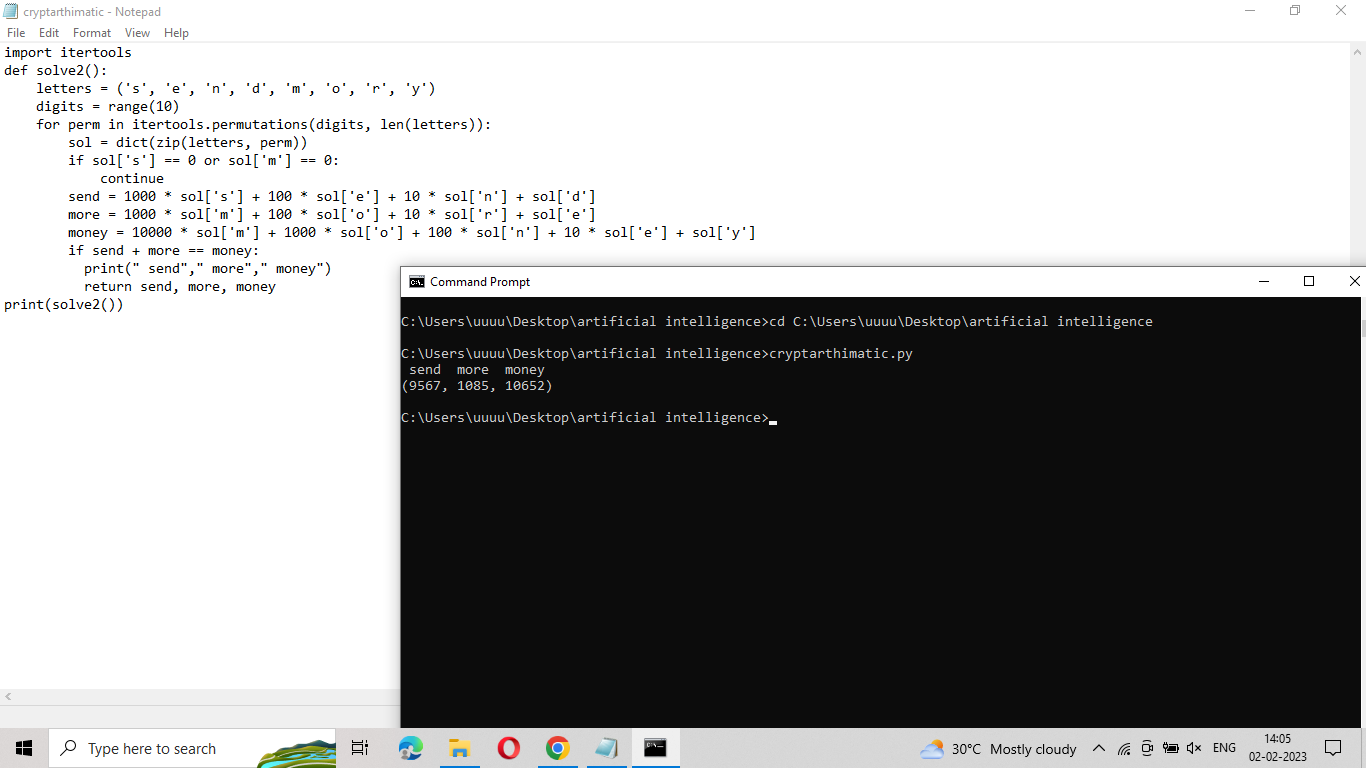 cryptarthimatic - Notepad
File Edit Format View Help
import itertools
def solve2():
    letters = ('s', 'e', 'n', 'd', 'm', 'o', 'r', 'y')
    digits = range(10)
    for perm in itertools.permutations(digits, len(letters)):
        sol = dict(zip(letters, perm))
        if sol['s'] == 0 or sol['m'] == 0:
            continue
        send = 1000 * sol['s'] + 100 * sol['e'] + 10 * sol['n'] + sol['d']
        more = 1000 * sol['m'] + 100 * sol['o'] + 10 * sol['r'] + sol['e']
        money = 10000 * sol['m'] + 1000 * sol['o'] + 100 * sol['n'] + 10 * sol['e'] + sol['y']
        if send + more == money:
          print(" send"," more"," money")
          return send, more, money
print(solve2())
Command Prompt
C:\Users\uuuu\Desktop\artificial intelligence>cd C:\Users\uuuu\Desktop\artificial intelligence
C:\Users\uuuu\Desktop\artificial intelligence>cryptarthimatic.py
 send  more  money
(9567, 1085, 10652)
C:\Users\uuuu\Desktop\artificial intelligence>
Type here to search
30°C Mostly cloudy
ENG
14:05
02-02-2023